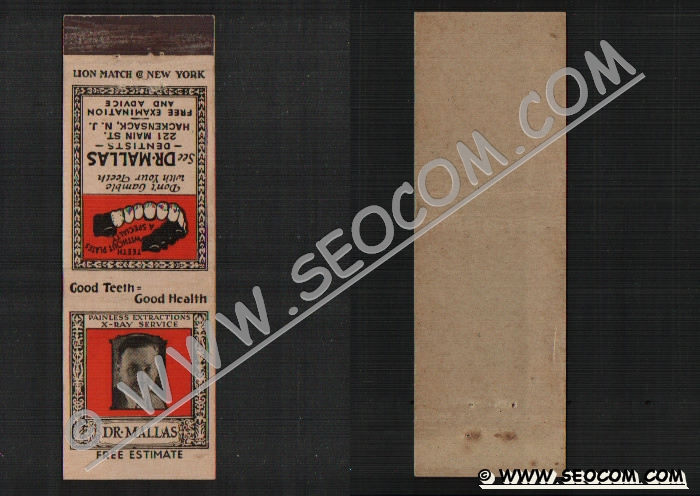 LION MATCH Co NEW YORK
Don't Gamble
with Your Teeth
See DR·MALLAS
— DENTISTS —
221 MAIN ST.
HACKENSACK, N. J.
FREE EXAMINATION
AND ADVICE
TEETH
WITHOUT PLATES
A SPECIALTY
Good Teeth =
Good Health
PAINLESS EXTRACTIONS
X-RAY SERVICE
DR·MALLAS
FREE ESTIMATE
© WWW.SEOCOM.COM
© WWW.SEOCOM.COM